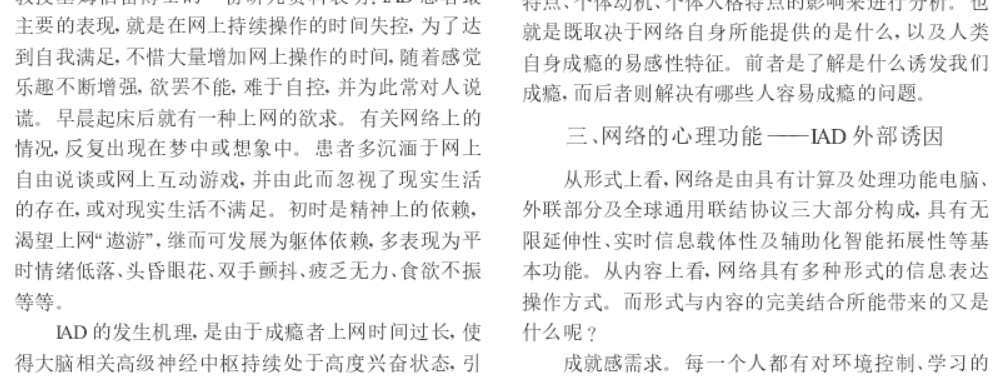 主要的表现,就是在网上持续操作的时间失控,为了达
到自我满足,不惜大量增加网上操作的时间,随着感觉
乐趣不断增强,欲罢不能,难于自控,并为此常对人说
谎。早晨起床后就有一种上网的欲求。有关网络上的
情况,反复出现在梦中或想象中。患者多沉湎于网上
自由说谈或网上互动游戏,并由此而忽视了现实生活
的存在,或对现实生活不满足。初时是精神上的依赖,
渴望上网“遨游”,继而可发展为躯体依赖,多表现为平
时情绪低落、头昏眼花、双手颤抖、疲乏无力、食欲不振
等等。
IAD 的发生机理,是由于成瘾者上网时间过长,使
得大脑相关高级神经中枢持续处于高度兴奋状态,引
特点、个体动机、个体人格特点的影响来进行分析。也
就是既取决于网络自身所能提供的是什么,以及人类
自身成瘾的易感性特征。前者是了解是什么诱发我们
成瘾,而后者则解决有哪些人容易成瘾的问题。
三、网络的心理功能——IAD 外部诱因
从形式上看,网络是由具有计算及处理功能电脑、
外联部分及全球通用联结协议三大部分构成,具有无
限延伸性、实时信息载体性及辅助化智能拓展性等基
本功能。从内容上看,网络具有多种形式的信息表达
操作方式。而形式与内容的完美结合所能带来的又是
什么呢?
成就感需求。每一个人都有对环境控制、学习的